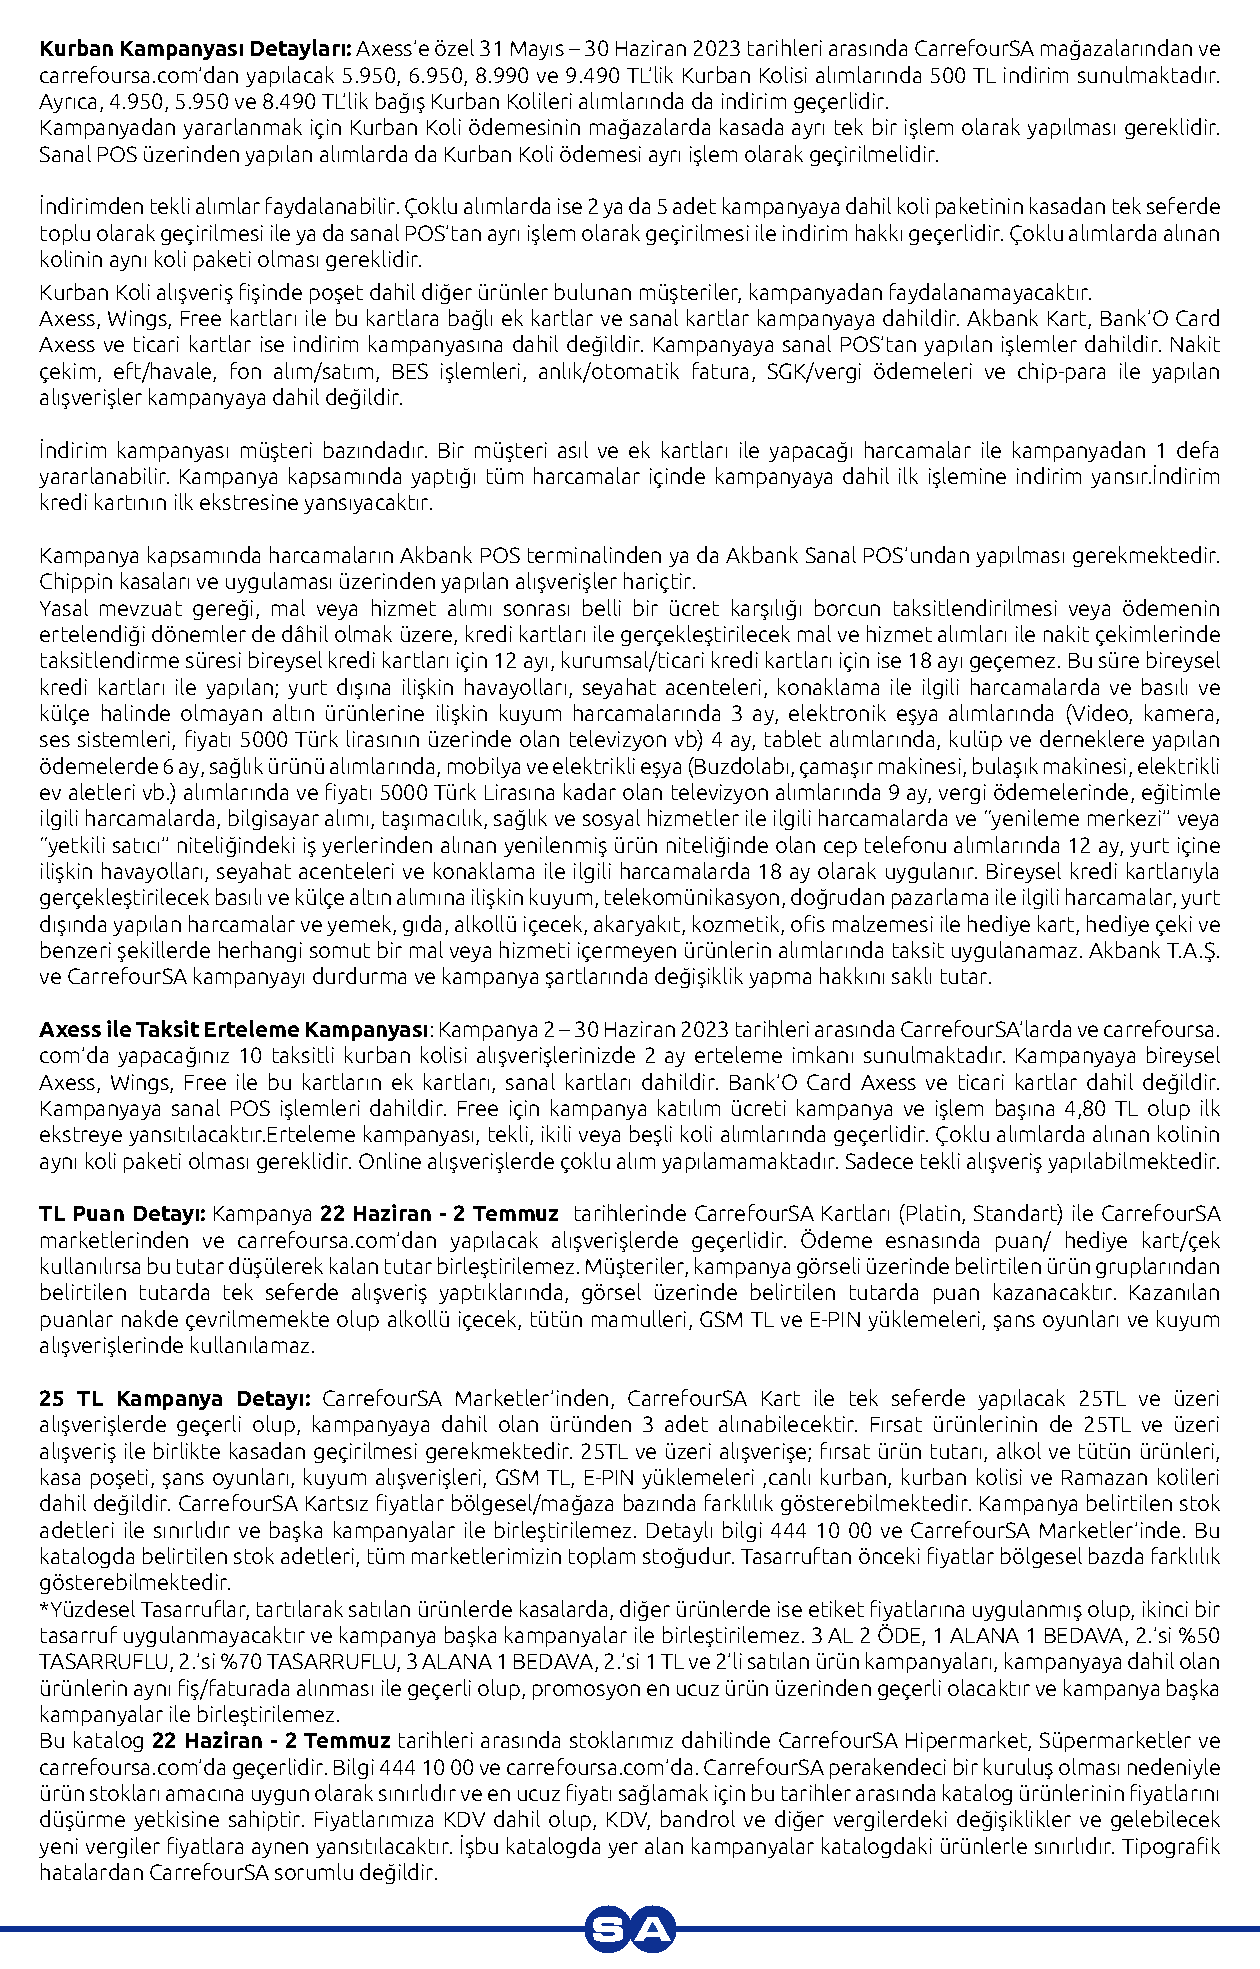 Kurban Kampanyası Detayları: Axess'e özel 31 Mayıs – 30 Haziran 2023 tarihleri arasında CarrefourSA mağazalarından ve
carrefoursa.com'dan yapılacak 5.950, 6.950, 8.990 ve 9.490 TL'lik Kurban Kolisi alımlarında 500 TL indirim sunulmaktadır.
Ayrıca, 4.950, 5.950 ve 8.490 TL'lik bağış Kurban Kolileri alımlarında da indirim geçerlidir.
Kampanyadan yararlanmak için Kurban Koli ödemesinin mağazalarda kasada ayrı tek bir işlem olarak yapılması gereklidir.
Sanal POS üzerinden yapılan alımlarda da Kurban Koli ödemesi ayrı işlem olarak geçirilmelidir.
İndirimden tekli alımlar faydalanabilir. Çoklu alımlarda ise 2 ya da 5 adet kampanyaya dahil koli paketinin kasadan tek seferde
toplu olarak geçirilmesi ile ya da sanal POS'tan ayrı işlem olarak geçirilmesi ile indirim hakkı geçerlidir. Çoklu alımlarda alınan
kolinin aynı koli paketi olması gereklidir.
Kurban Koli alışveriş fişinde poşet dahil diğer ürünler bulunan müşteriler, kampanyadan faydalanamayacaktır.
Axess, Wings, Free kartları ile bu kartlara bağlı ek kartlar ve sanal kartlar kampanyaya dahildir. Akbank Kart, Bank'O Card
Axess ve ticari kartlar ise indirim kampanyasına dahil değildir. Kampanyaya sanal POS'tan yapılan işlemler dahildir. Nakit
çekim, eft/havale, fon alım/satım, BES işlemleri, anlık/otomatik fatura, SGK/vergi ödemeleri ve chip-para ile yapılan
alışverişler kampanyaya dahil değildir.
İndirim kampanyası müşteri bazındadır. Bir müşteri asıl ve ek kartları ile yapacağı harcamalar ile kampanyadan 1 defa
yararlanabilir. Kampanya kapsamında yaptığı tüm harcamalar içinde kampanyaya dahil ilk işlemine indirim yansır.İndirim
kredi kartının ilk ekstresine yansıyacaktır.
Kampanya kapsamında harcamaların Akbank POS terminalinden ya da Akbank Sanal POS'undan yapılması gerekmektedir.
Chippin kasaları ve uygulaması üzerinden yapılan alışverişler hariçtir.
Yasal mevzuat gereği, mal veya hizmet alımı sonrası belli bir ücret karşılığı borcun taksitlendirilmesi veya ödemenin
ertelendiği dönemler de dâhil olmak üzere, kredi kartları ile gerçekleştirilecek mal ve hizmet alımları ile nakit çekimlerinde
taksitlendirme süresi bireysel kredi kartları için 12 ayı, kurumsal/ticari kredi kartları için ise 18 ayı geçemez. Bu süre bireysel
kredi kartları ile yapılan; yurt dışına ilişkin havayolları, seyahat acenteleri, konaklama ile ilgili harcamalarda ve basılı ve
külçe halinde olmayan altın ürünlerine ilişkin kuyum harcamalarında 3 ay, elektronik eşya alımlarında (Video, kamera,
ses sistemleri, fiyatı 5000 Türk lirasının üzerinde olan televizyon vb) 4 ay, tablet alımlarında, kulüp ve derneklere yapılan
ödemelerde 6 ay, sağlık ürünü alımlarında, mobilya ve elektrikli eşya (Buzdolabı, çamaşır makinesi, bulaşık makinesi, elektrikli
ev aletleri vb.) alımlarında ve fiyatı 5000 Türk Lirasına kadar olan televizyon alımlarında 9 ay, vergi ödemelerinde, eğitimle
ilgili harcamalarda, bilgisayar alımı, taşımacılık, sağlık ve sosyal hizmetler ile ilgili harcamalarda ve “yenileme merkezi” veya
“yetkili satıcı” niteliğindeki iş yerlerinden alınan yenilenmiş ürün niteliğinde olan cep telefonu alımlarında 12 ay, yurt içine
ilişkin havayolları, seyahat acenteleri ve konaklama ile ilgili harcamalarda 18 ay olarak uygulanır. Bireysel kredi kartlarıyla
gerçekleştirilecek basılı ve külçe altın alımına ilişkin kuyum, telekomünikasyon, doğrudan pazarlama ile ilgili harcamalar, yurt
dışında yapılan harcamalar ve yemek, gıda, alkollü içecek, akaryakıt, kozmetik, ofis malzemesi ile hediye kart, hediye çeki ve
benzeri şekillerde herhangi somut bir mal veya hizmeti içermeyen ürünlerin alımlarında taksit uygulanamaz. Akbank T.A.Ş.
ve CarrefourSA kampanyayı durdurma ve kampanya şartlarında değişiklik yapma hakkını saklı tutar.
Axess ile Taksit Erteleme Kampanyası: Kampanya 2 – 30 Haziran 2023 tarihleri arasında CarrefourSA'larda ve carrefoursa.
com'da yapacağınız 10 taksitli kurban kolisi alışverişlerinizde 2 ay erteleme imkanı sunulmaktadır. Kampanyaya bireysel
Axess, Wings, Free ile bu kartların ek kartları, sanal kartları dahildir. Bank'O Card Axess ve ticari kartlar dahil değildir.
Kampanyaya sanal POS işlemleri dahildir. Free için kampanya katılım ücreti kampanya ve işlem başına 4,80 TL olup ilk
ekstreye yansıtılacaktır.Erteleme kampanyası, tekli, ikili veya beşli koli alımlarında geçerlidir. Çoklu alımlarda alınan kolinin
aynı koli paketi olması gereklidir. Online alışverişlerde çoklu alım yapılamamaktadır. Sadece tekli alışveriş yapılabilmektedir.
TL Puan Detayı: Kampanya 22 Haziran - 2 Temmuz tarihlerinde CarrefourSA Kartları (Platin, Standart) ile CarrefourSA
marketlerinden ve carrefoursa.com'dan yapılacak alışverişlerde geçerlidir. Ödeme esnasında puan/ hediye kart/çek
kullanılırsa bu tutar düşülerek kalan tutar birleştirilemez. Müşteriler, kampanya görseli üzerinde belirtilen ürün gruplarından
belirtilen tutarda tek seferde alışveriş yaptıklarında, görsel üzerinde belirtilen tutarda puan kazanacaktır. Kazanılan
puanlar nakde çevrilmemekte olup alkollü içecek, tütün mamulleri, GSM TL ve E-PIN yüklemeleri, şans oyunları ve kuyum
alışverişlerinde kullanılamaz.
25 TL Kampanya Detayı: CarrefourSA Marketler'inden, CarrefourSA Kart ile tek seferde yapılacak 25TL ve üzeri
alışverişlerde geçerli olup, kampanyaya dahil olan üründen 3 adet alınabilecektir. Fırsat ürünlerinin de 25TL ve üzeri
alışveriş ile birlikte kasadan geçirilmesi gerekmektedir. 25TL ve üzeri alışverişe; fırsat ürün tutarı, alkol ve tütün ürünleri,
kasa poşeti, şans oyunları, kuyum alışverişleri, GSM TL, E-PIN yüklemeleri ,canlı kurban, kurban kolisi ve Ramazan kolileri
dahil değildir. CarrefourSA Kartsız fiyatlar bölgesel/mağaza bazında farklılık gösterebilmektedir. Kampanya belirtilen stok
adetleri ile sınırlıdır ve başka kampanyalar ile birleştirilemez. Detaylı bilgi 444 10 00 ve CarrefourSA Marketler'inde. Bu
katalogda belirtilen stok adetleri, tüm marketlerimizin toplam stoğudur. Tasarruftan önceki fiyatlar bölgesel bazda farklılık
gösterebilmektedir.
*Yüzdesel Tasarruflar, tartılarak satılan ürünlerde kasalarda, diğer ürünlerde ise etiket fiyatlarına uygulanmış olup, ikinci bir
tasarruf uygulanmayacaktır ve kampanya başka kampanyalar ile birleştirilemez. 3 AL 2 ÖDE, 1 ALANA 1 BEDAVA, 2.'si %50
TASARRUFLU, 2.'si %70 TASARRUFLU, 3 ALANA 1 BEDAVA, 2.'si 1 TL ve 2'li satılan ürün kampanyaları, kampanyaya dahil olan
ürünlerin aynı fiş/faturada alınması ile geçerli olup, promosyon en ucuz ürün üzerinden geçerli olacaktır ve kampanya başka
kampanyalar ile birleştirilemez.
Bu katalog 22 Haziran - 2 Temmuz tarihleri arasında stoklarımız dahilinde CarrefourSA Hipermarket, Süpermarketler ve
carrefoursa.com'da geçerlidir. Bilgi 444 10 00 ve carrefoursa.com'da. CarrefourSA perakendeci bir kuruluş olması nedeniyle
ürün stokları amacına uygun olarak sınırlıdır ve en ucuz fiyatı sağlamak için bu tarihler arasında katalog ürünlerinin fiyatlarını
düşürme yetkisine sahiptir. Fiyatlarımıza KDV dahil olup, KDV, bandrol ve diğer vergilerdeki değişiklikler ve gelebilecek
yeni vergiler fiyatlara aynen yansıtılacaktır. İşbu katalogda yer alan kampanyalar katalogdaki ürünlerle sınırlıdır. Tipografik
hatalardan CarrefourSA sorumlu değildir.
SA